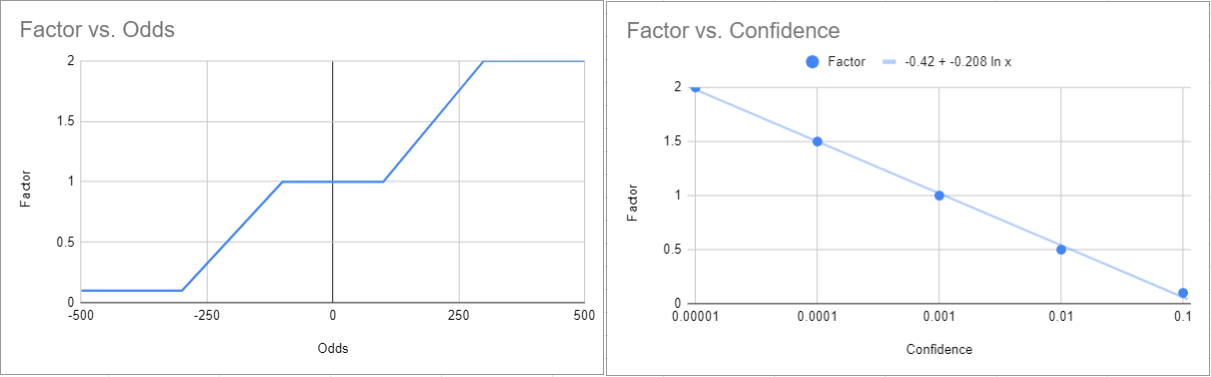 Factor vs. Odds
2
1.5
1
0.5
0
-500
-250
0
250
500
Factor
Odds
Factor vs. Confidence
Factor
-0.42 + -0.208 ln x
2
1.5
1
0.5
0
0.00001
0.0001
0.001
0.01
0.1
Factor
Confidence